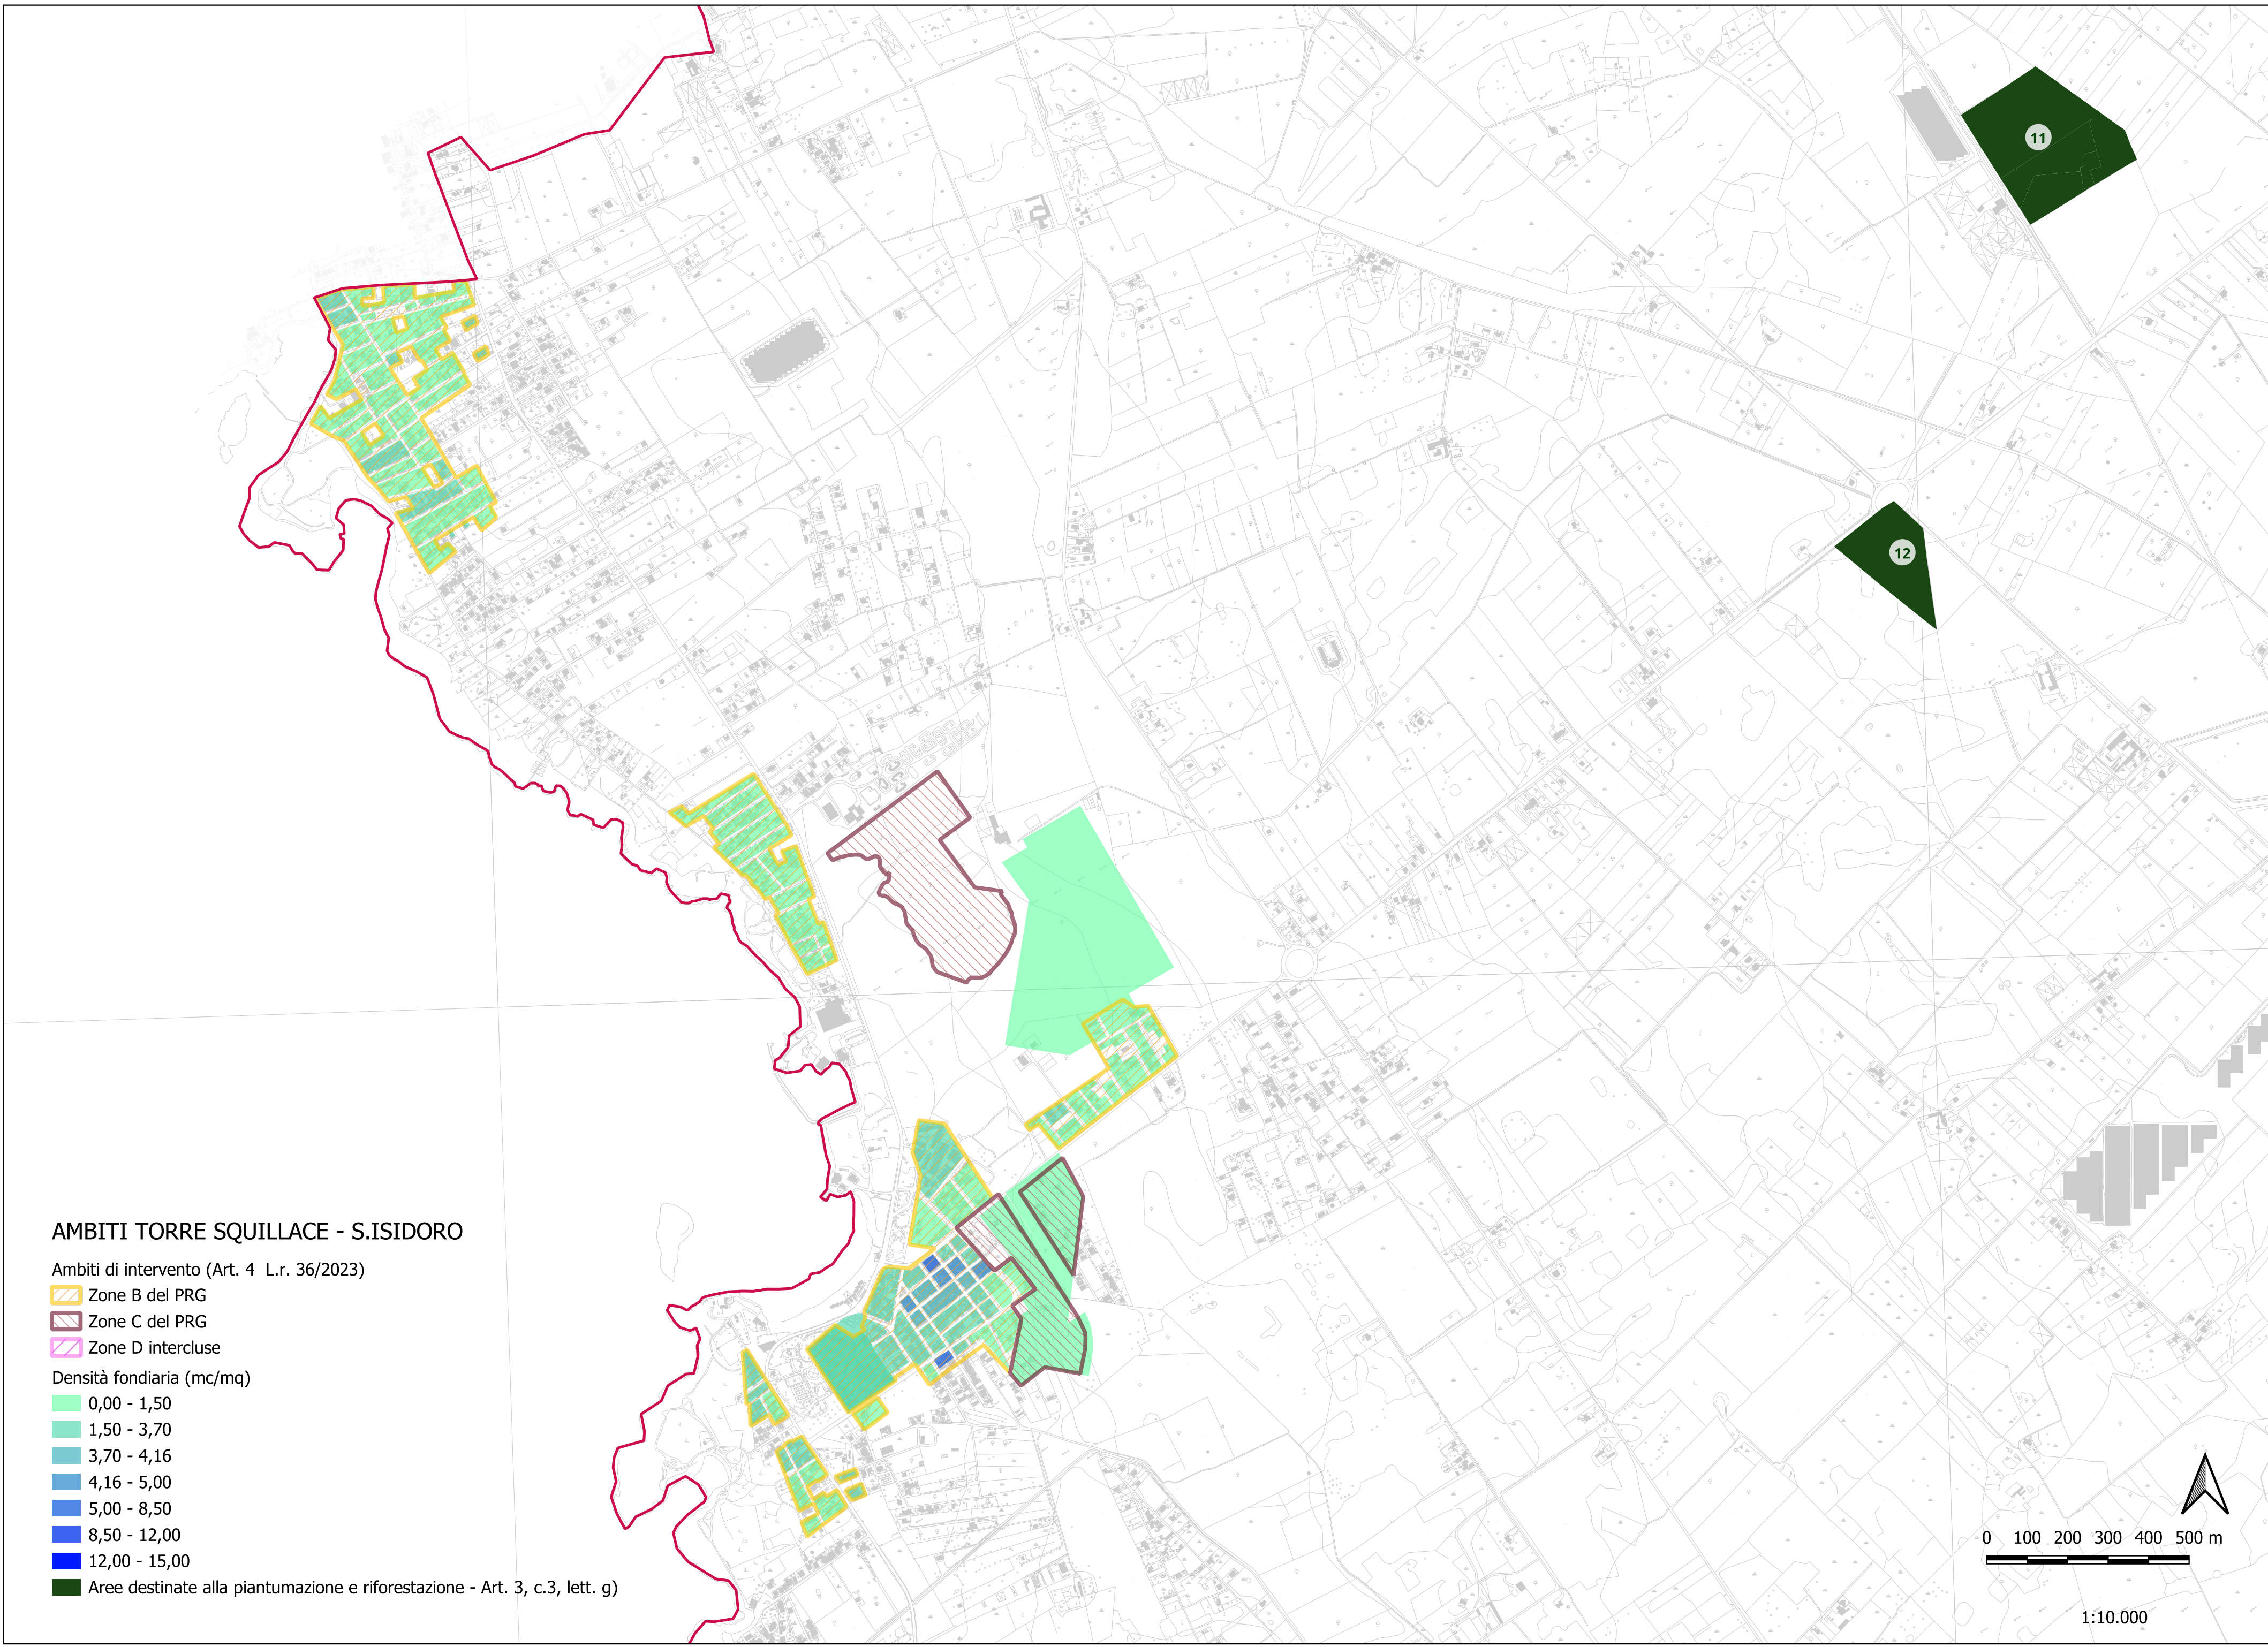 11
12
AMBITI TORRE SQUILLACE - S.ISIDORO
Ambiti di intervento (Art. 4 L.r. 36/2023)
Zone B del PRG
Zone C del PRG
Zone D intercluse
Densità fondiaria (mc/mq)
0,00 - 1,50
1,50 - 3,70
3,70 - 4,16
4,16 - 5,00
5,00 - 8,50
8,50 - 12,00
12,00 - 15,00
Aree destinate alla piantumazione e riforestazione - Art. 3, c.3, lett. g)
0 100 200 300 400 500 m
1:10.000